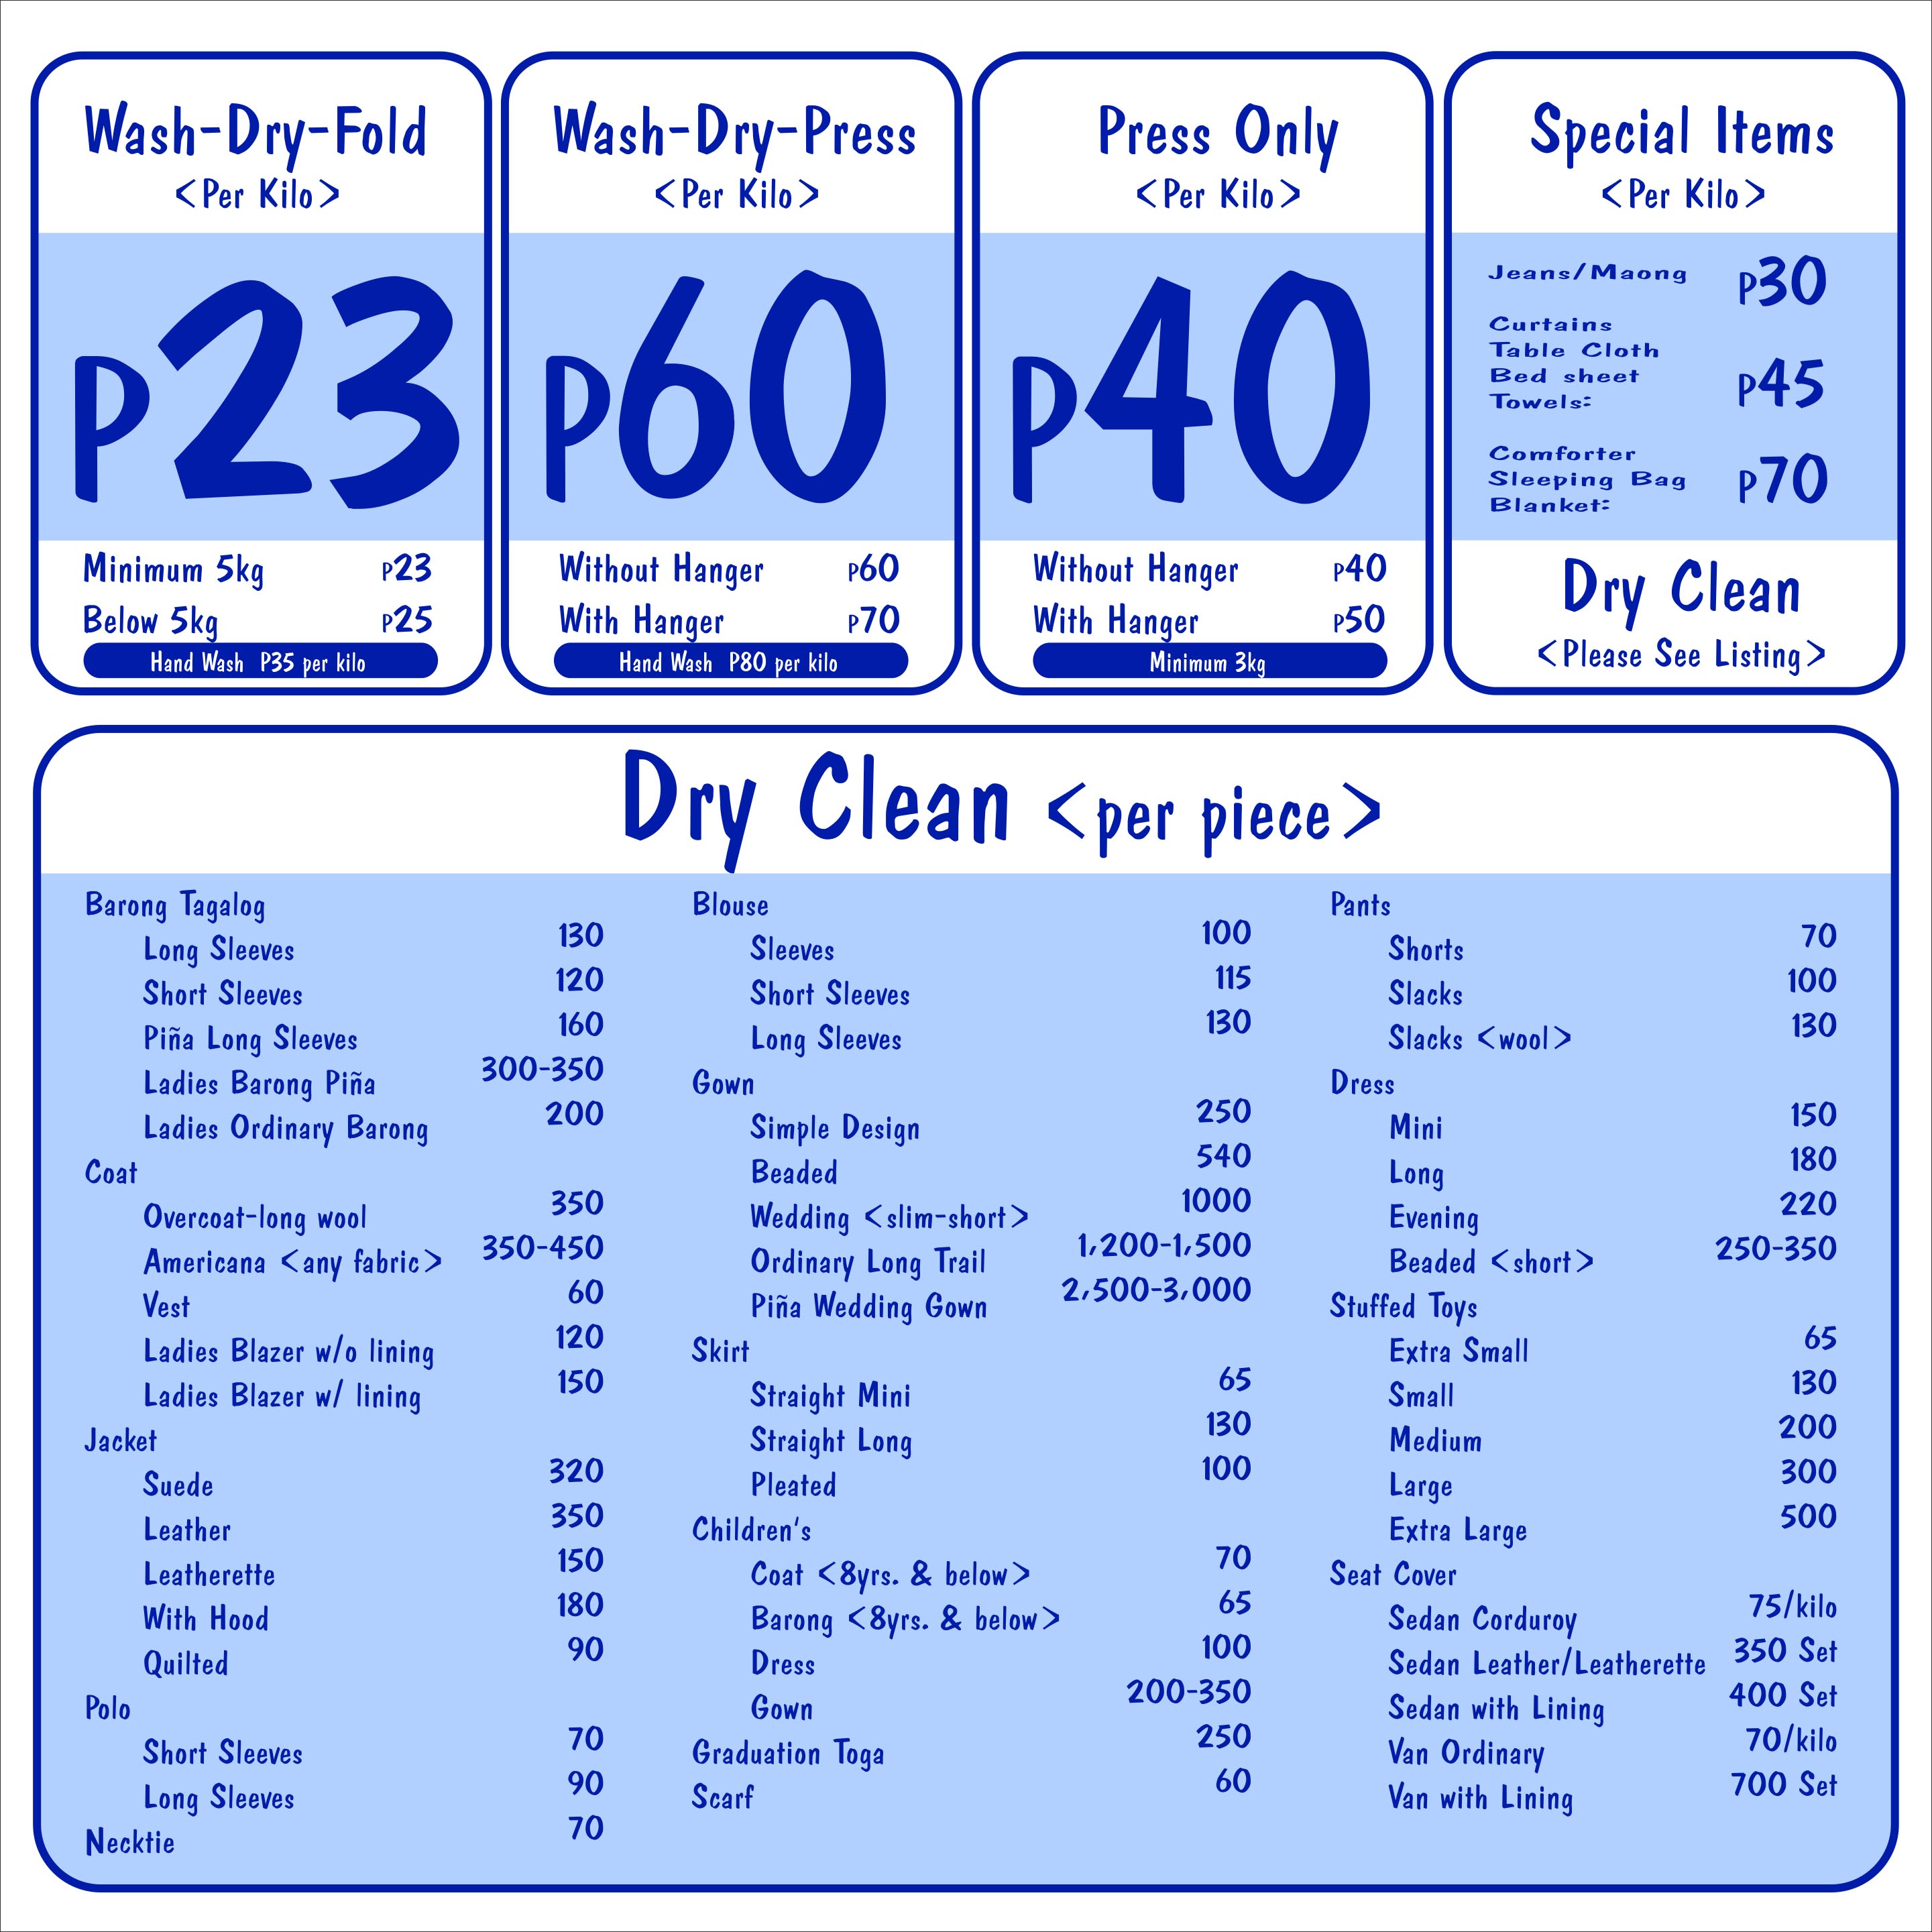 Wash-Dry-Fold
<Per Kilo>
P23
Minimum 5kg P23
Below 5kg P25
Hand Wash P35 per kilo
Wash-Dry-Press
<Per Kilo>
P60
Without Hanger P60
With Hanger P70
Hand Wash P80 per kilo
Press Only
<Per Kilo>
P40
Without Hanger P40
With Hanger P50
Minimum 3kg
Special Items
<Per Kilo>
Jeans/Maong P30
Curtains
Table Cloth
Bed sheet P45
Towels:
Comforter
Sleeping Bag P70
Blanket:
Dry Clean
<Please See Listing>
Dry Clean <per piece>
Barong Tagalog
Long Sleeves 130
Short Sleeves 120
Piña Long Sleeves 160
Ladies Barong Piña 300-350
Ladies Ordinary Barong 200
Coat
Overcoat-long wool 350
Americana <any fabric> 350-450
Vest 60
Ladies Blazer w/o lining 120
Ladies Blazer w/ lining 150
Jacket
Suede 320
Leather 350
Leatherette 150
With Hood 180
Quilted 90
Polo
Short Sleeves 70
Long Sleeves 90
Necktie 70
Blouse
Sleeves 100
Short Sleeves 115
Long Sleeves 130
Gown
Simple Design 250
Beaded 540
Wedding <slim-short> 1000
Ordinary Long Trail 1,200-1,500
Piña Wedding Gown 2,500-3,000
Skirt
Straight Mini 65
Straight Long 130
Pleated 100
Children's
Coat <8yrs. & below> 70
Barong <8yrs. & below> 65
Dress 100
Gown 200-350
Graduation Toga 250
Scarf 60
Pants
Shorts 70
Slacks 100
Slacks <wool> 130
Dress
Mini 150
Long 180
Evening 220
Beaded <short> 250-350
Stuffed Toys
Extra Small 65
Small 130
Medium 200
Large 300
Extra Large 500
Seat Cover
Sedan Corduroy 75/kilo
Sedan Leather/Leatherette 350 Set
Sedan with Lining 400 Set
Van Ordinary 70/kilo
Van with Lining 700 Set